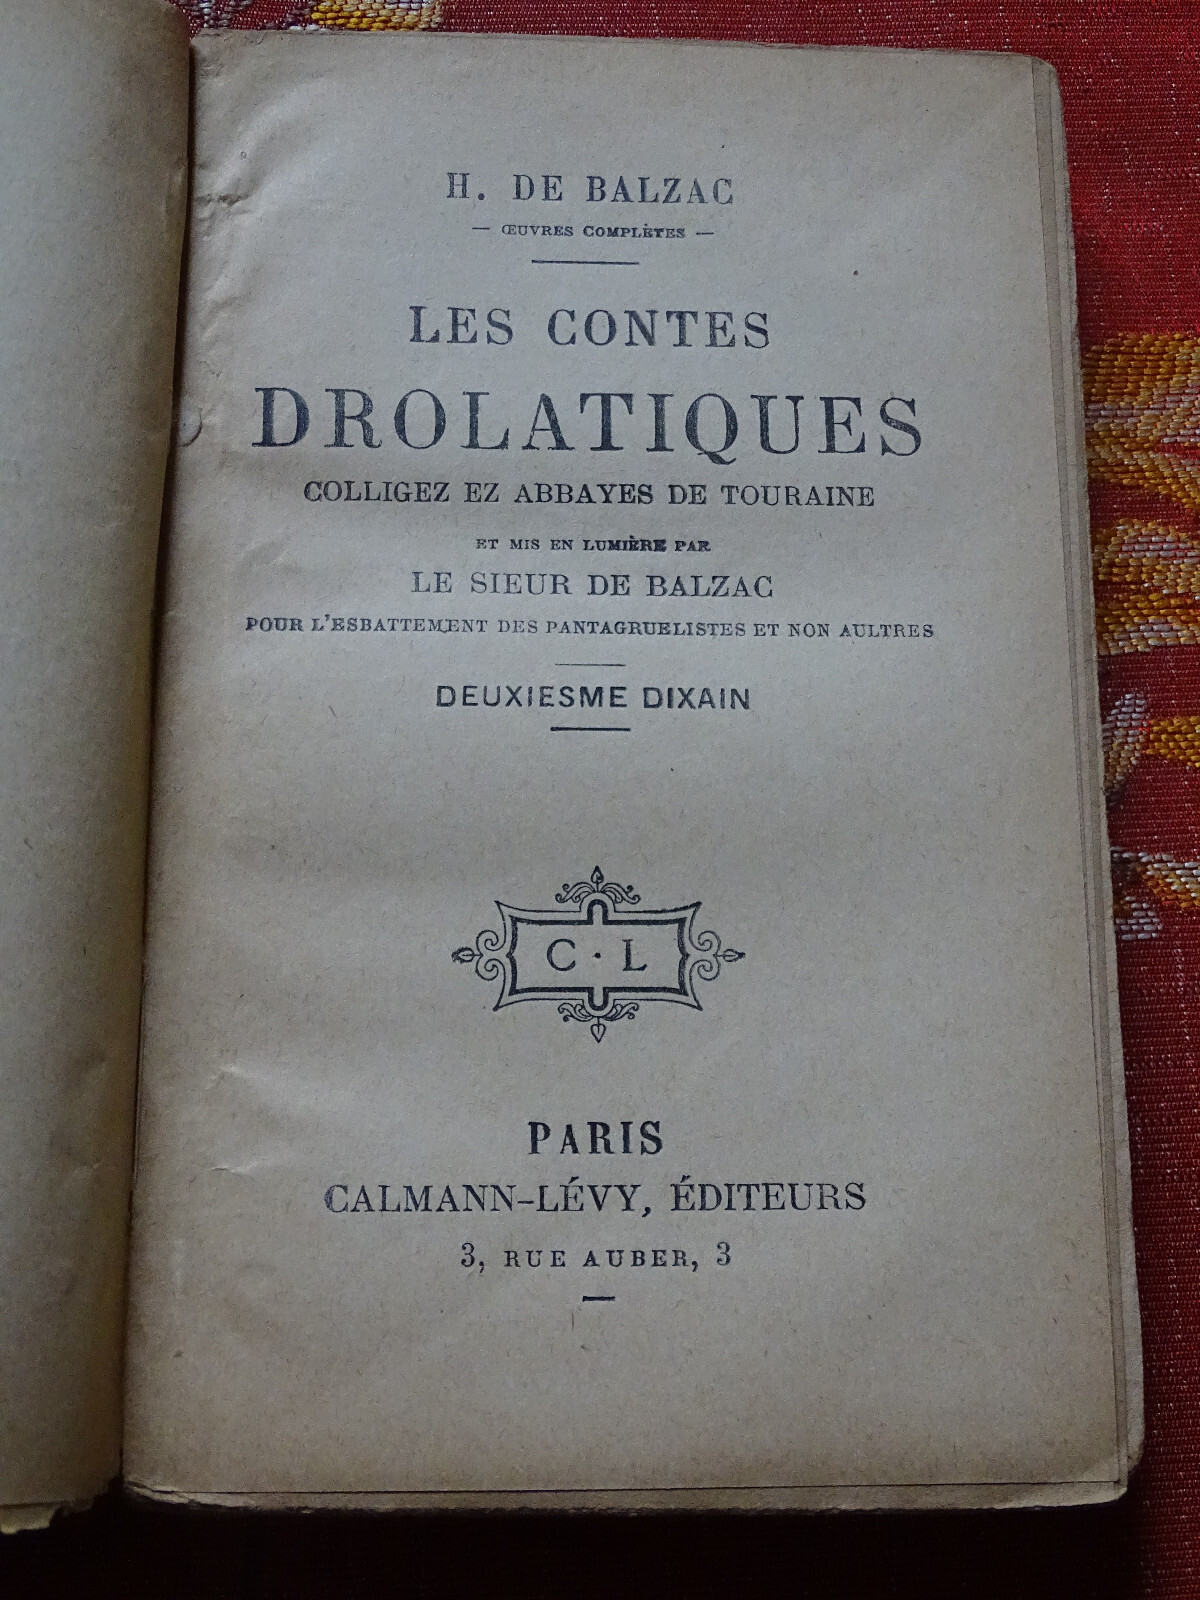 H. DE BALZAC
— ŒUVRES COMPLÈTES —
LES CONTES
DROLATIQUES
COLLIGEZ EZ ABBAYES DE TOURAINE
ET MIS EN LUMIÈRE PAR
LE SIEUR DE BALZAC
POUR L'ESBATTEMENT DES PANTAGRUELISTES ET NON AULTRES
DEUXIESME DIXAIN
C · L
PARIS
CALMANN-LÉVY, ÉDITEURS
3, RUE AUBER, 3